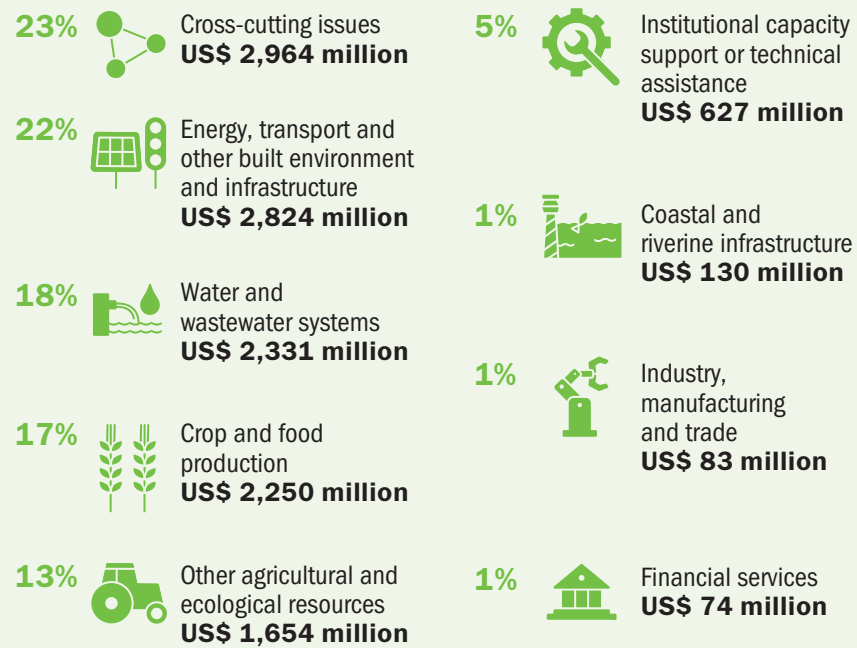 23%
Cross-cutting issues
US$ 2,964 million
22%
Energy, transport and
other built environment
and infrastructure
US$ 2,824 million
18%
Water and
wastewater systems
US$ 2,331 million
17%
Crop and food
production
US$ 2,250 million
13%
Other agricultural and
ecological resources
US$ 1,654 million
5%
Institutional capacity
support or technical
assistance
US$ 627 million
1%
Coastal and
riverine infrastructure
US$ 130 million
1%
Industry,
manufacturing
and trade
US$ 83 million
1%
Financial services
US$ 74 million